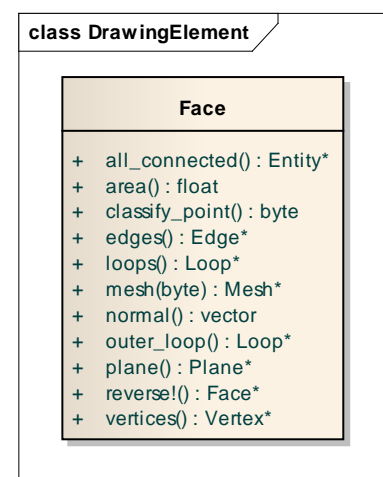 class DrawingElement
Face
+ all_connected() : Entity*
+ area() : float
+ classify_point() : byte
+ edges() : Edge*
+ loops() : Loop*
+ mesh(byte) : Mesh*
+ normal() : vector
+ outer_loop() : Loop*
+ plane() : Plane*
+ reverse!() : Face*
+ vertices() : Vertex*